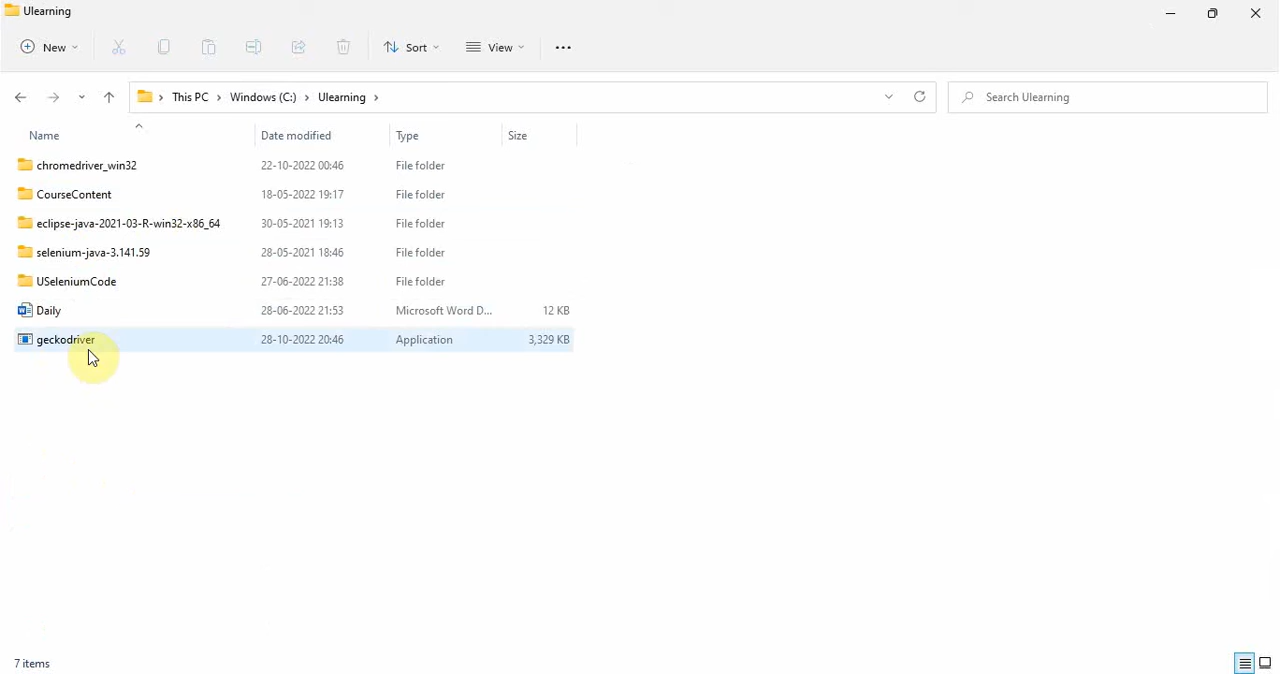 Ulearning
New
Sort
View
This PC > Windows (C:) > Ulearning >
Search Ulearning
Name Date modified Type Size
chromedriver_win32 22-10-2022 00:46 File folder
CourseContent 18-05-2022 19:17 File folder
eclipse-java-2021-03-R-win32-x86_64 30-05-2021 19:13 File folder
selenium-java-3.141.59 28-05-2021 18:46 File folder
USeleniumCode 27-06-2022 21:38 File folder
Daily 28-06-2022 21:53 Microsoft Word D... 12 KB
geckodriver 28-10-2022 20:46 Application 3,329 KB
7 items